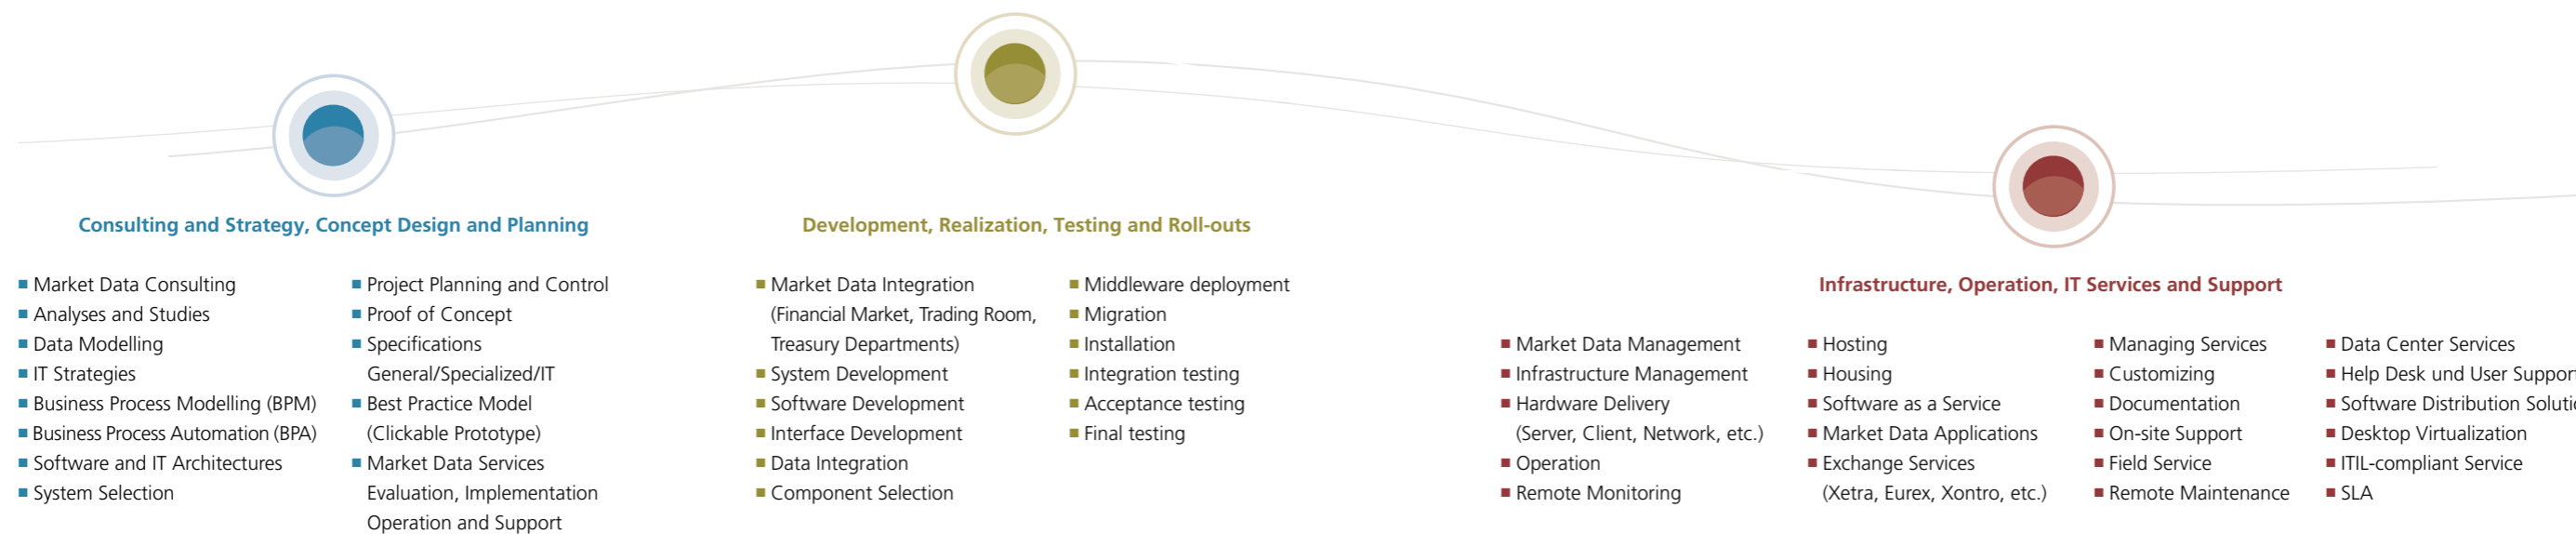 Consulting and Strategy, Concept Design and Planning
Market Data Consulting
Analyses and Studies
Data Modelling
IT Strategies
Business Process Modelling (BPM)
Business Process Automation (BPA)
Software and IT Architectures
System Selection
Project Planning and Control
Proof of Concept
Specifications
General/Specialized/IT
Best Practice Model
(Clickable Prototype)
Market Data Services
Evaluation, Implementation
Operation and Support
Development, Realization, Testing and Roll-outs
Market Data Integration
(Financial Market, Trading Room,
Treasury Departments)
System Development
Software Development
Interface Development
Data Integration
Component Selection
Middleware deployment
Migration
Installation
Integration testing
Acceptance testing
Final testing
Infrastructure, Operation, IT Services and Support
Market Data Management
Infrastructure Management
Hardware Delivery
(Server, Client, Network, etc.)
Operation
Remote Monitoring
Hosting
Housing
Software as a Service
Market Data Applications
Exchange Services
(Xetra, Eurex, Xontro, etc.)
Managing Services
Customizing
Documentation
On-site Support
Field Service
Remote Maintenance
Data Center Services
Help Desk und User Support
Software Distribution
Desktop Virtualization
ITIL-compliant Service
SLA